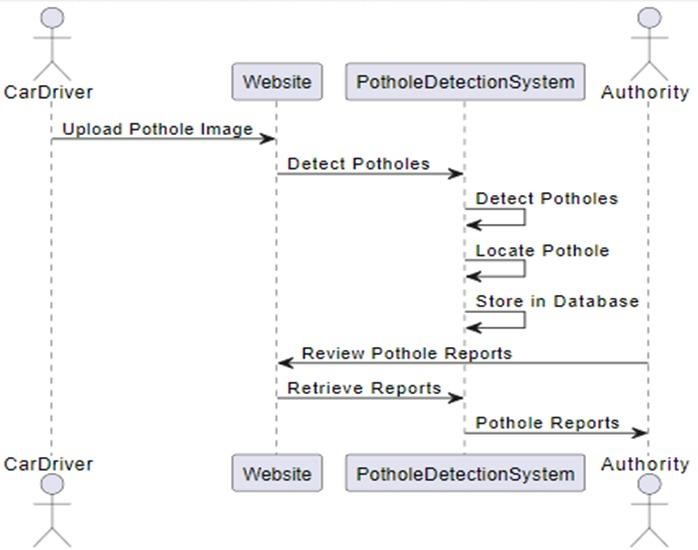 CarDriver
Website
PotholeDetectionSystem
Authority
Upload Pothole Image
Detect Potholes
Detect Potholes
Locate Pothole
Store in Database
Review Pothole Reports
Retrieve Reports
Pothole Reports
CarDriver
Website
PotholeDetectionSystem
Authority